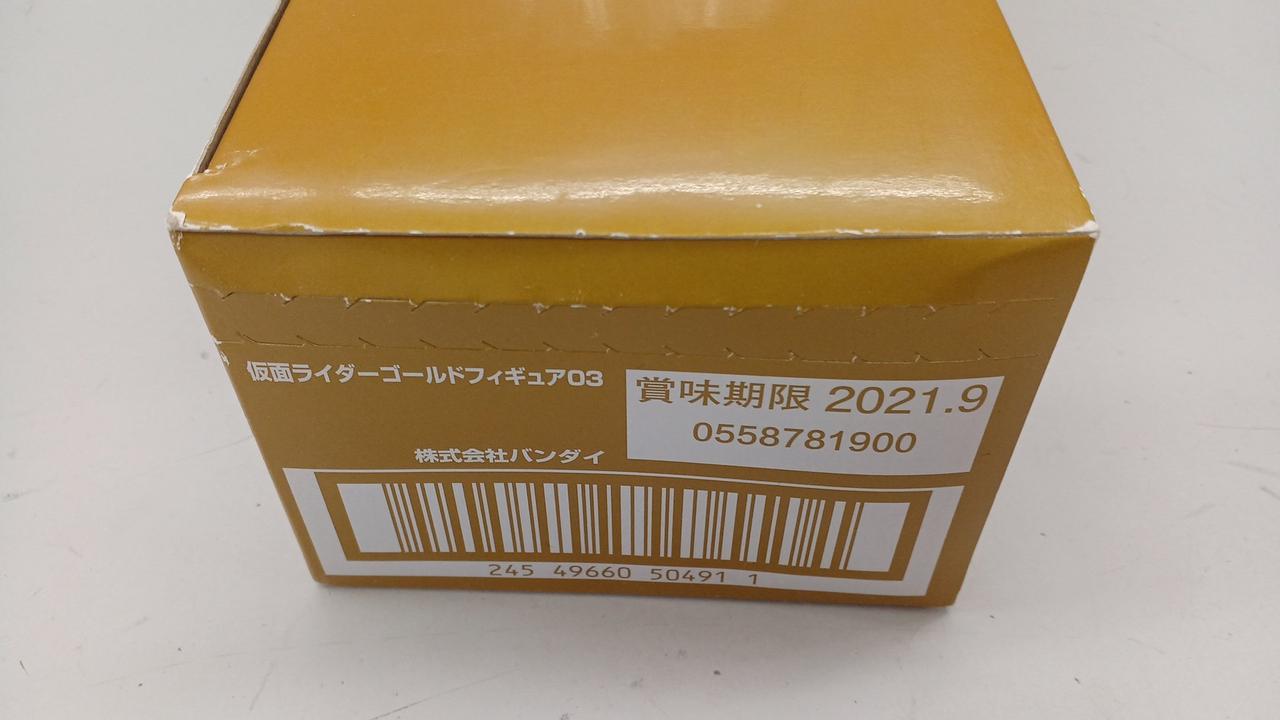 仮面ライダーゴールドフィギュア03
賞味期限 2021.9
0558781900
株式会社バンダイ
245 49660 50491 1